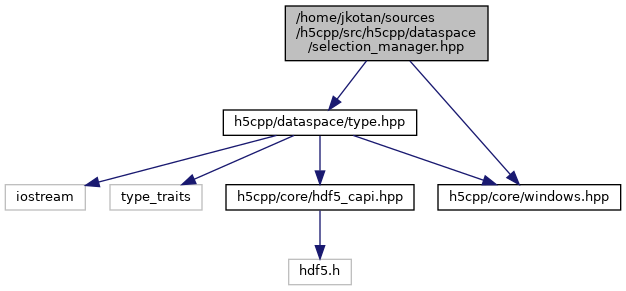 /home/jkotan/sources
/h5cpp/src/h5cpp/dataspace
/selection_manager.hpp
h5cpp/dataspace/type.hpp
iostream
type_traits
h5cpp/core/hdf5_capi.hpp
h5cpp/core/windows.hpp
hdf5.h